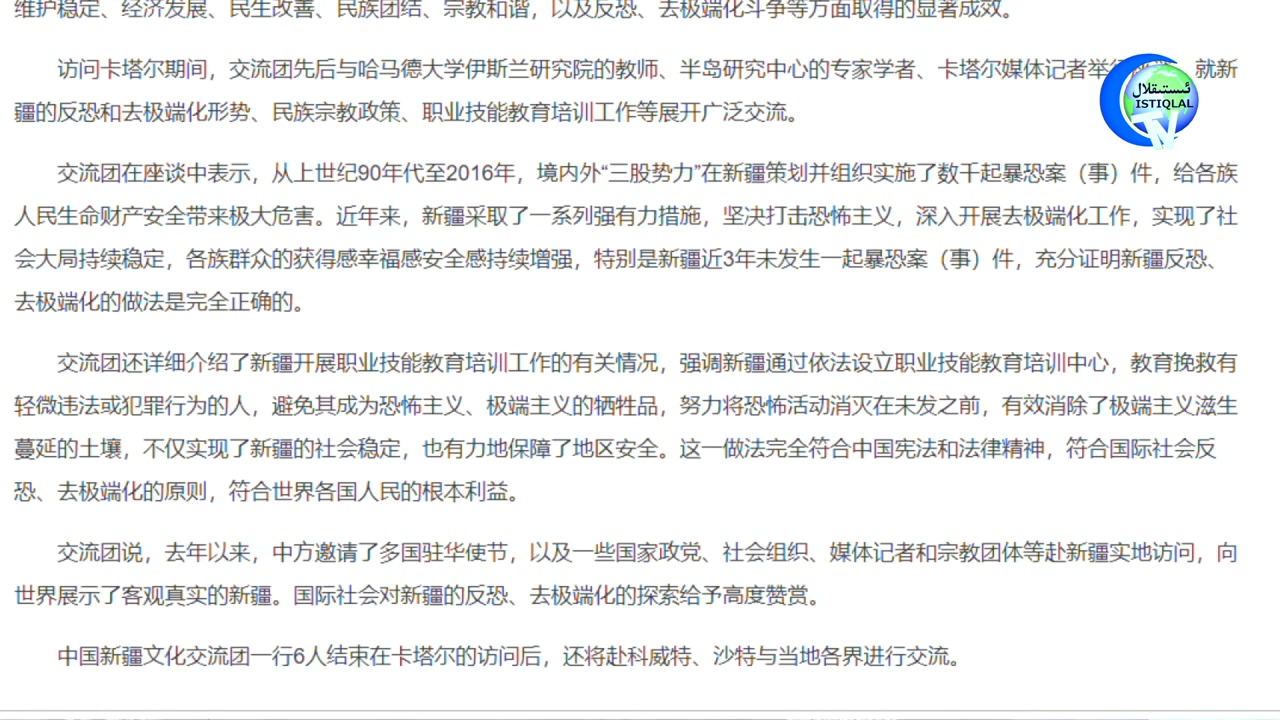 维护稳定、经济发展、民生改善、民族团结、宗教和谐，以及反恐、去极端化斗争等方面取得的显著成效。
访问卡塔尔期间，交流团先后与哈马德大学伊斯兰研究院的教师、半岛研究中心的专家学者、卡塔尔媒体记者举行 就新
疆的反恐和去极端化形势、民族宗教政策、职业技能教育培训工作等展开广泛交流。
ئىستىقلال
ISTIQLAL
TV
交流团在座谈中表示，从上世纪90年代至2016年，境内外“三股势力”在新疆策划并组织实施了数千起暴恐案（事）件，给各族
人民生命财产安全带来极大危害。近年来，新疆采取了一系列强有力措施，坚决打击恐怖主义，深入开展去极端化工作，实现了社
会大局持续稳定，各族群众的获得感幸福感安全感持续增强，特别是新疆近3年未发生一起暴恐案（事）件，充分证明新疆反恐、
去极端化的做法是完全正确的。
交流团还详细介绍了新疆开展职业技能教育培训工作的有关情况，强调新疆通过依法设立职业技能教育培训中心，教育挽救有
轻微违法或犯罪行为的人，避免其成为恐怖主义、极端主义的牺牲品，努力将恐怖活动消灭在未发之前，有效消除了极端主义滋生
蔓延的土壤，不仅实现了新疆的社会稳定，也有力地保障了地区安全。这一做法完全符合中国宪法和法律精神，符合国际社会反
恐、去极端化的原则，符合世界各国人民的根本利益。
交流团说，去年以来，中方邀请了多国驻华使节，以及一些国家政党、社会组织、媒体记者和宗教团体等赴新疆实地访问，向
世界展示了客观真实的新疆。国际社会对新疆的反恐、去极端化的探索给予高度赞赏。
中国新疆文化交流团一行6人结束在卡塔尔的访问后，还将赴科威特、沙特与当地各界进行交流。